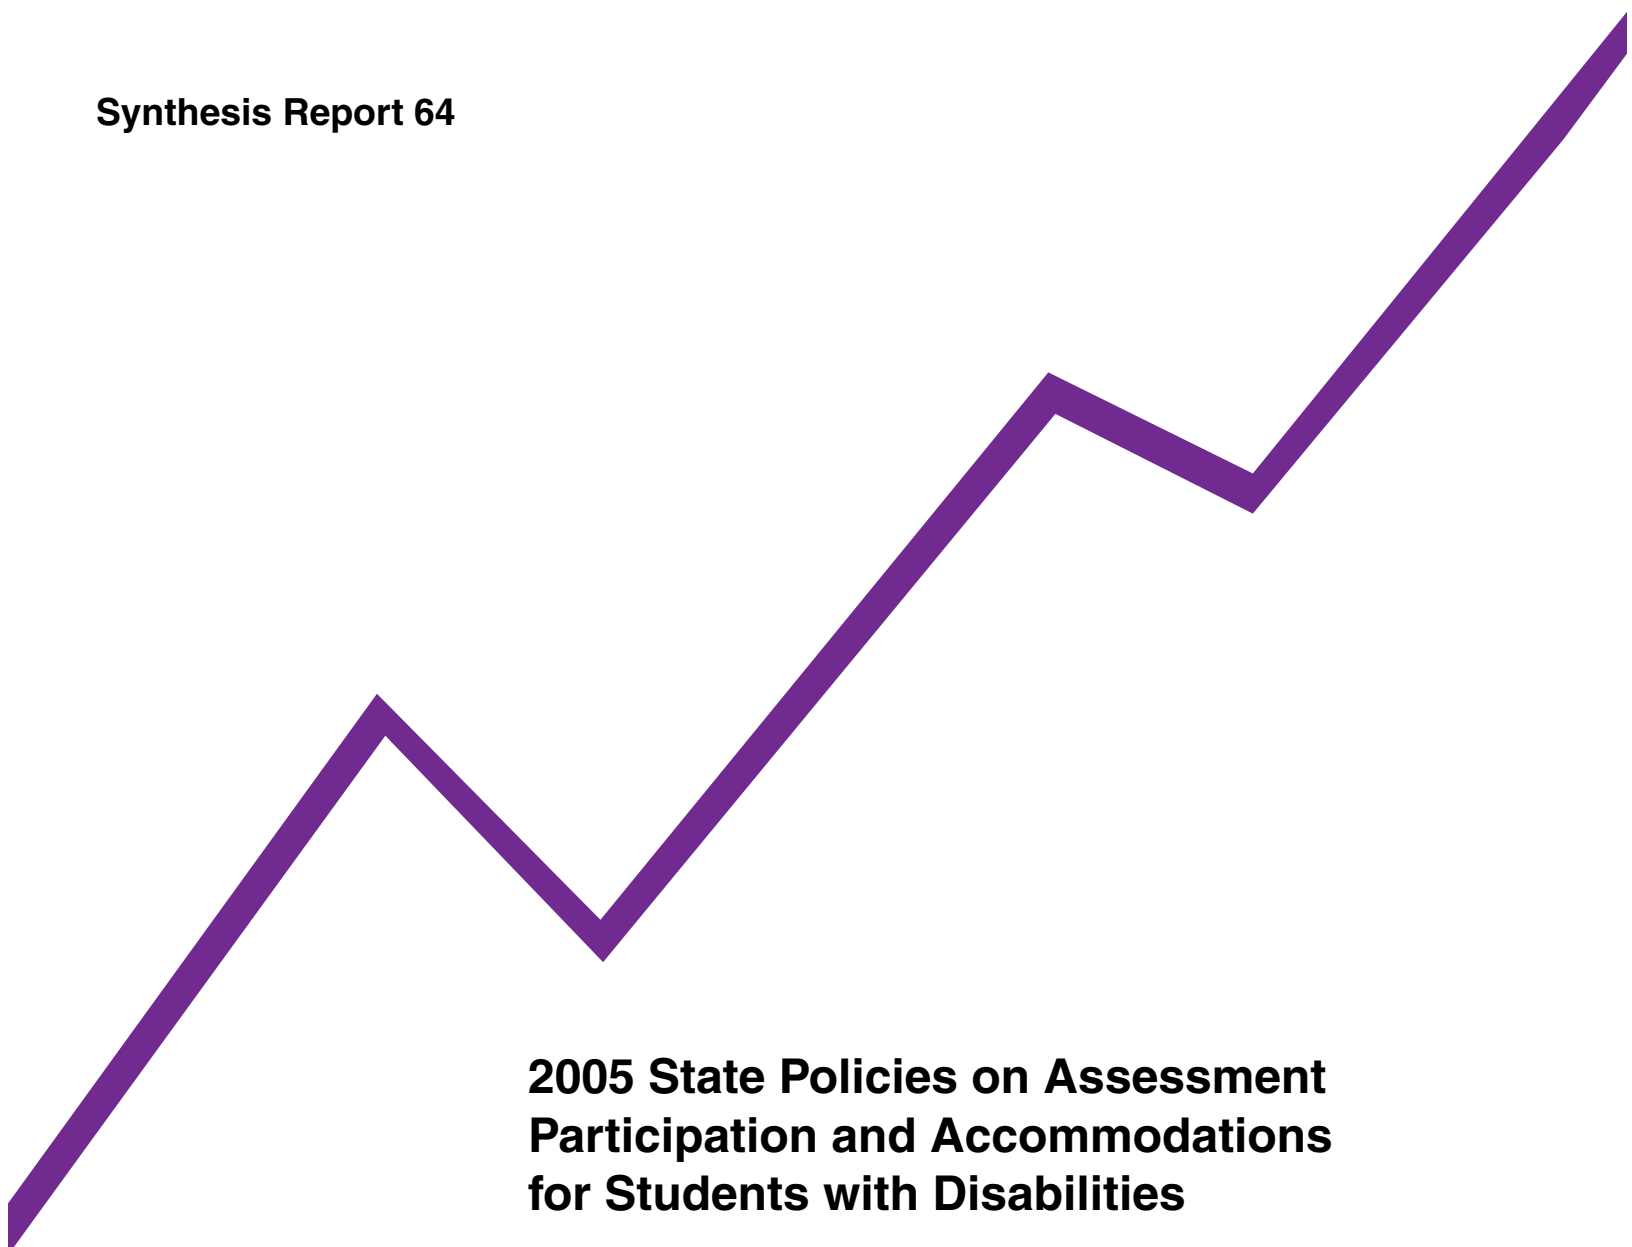 Synthesis Report 64
2005 State Policies on Assessment
Participation and Accommodations
for Students with Disabilities